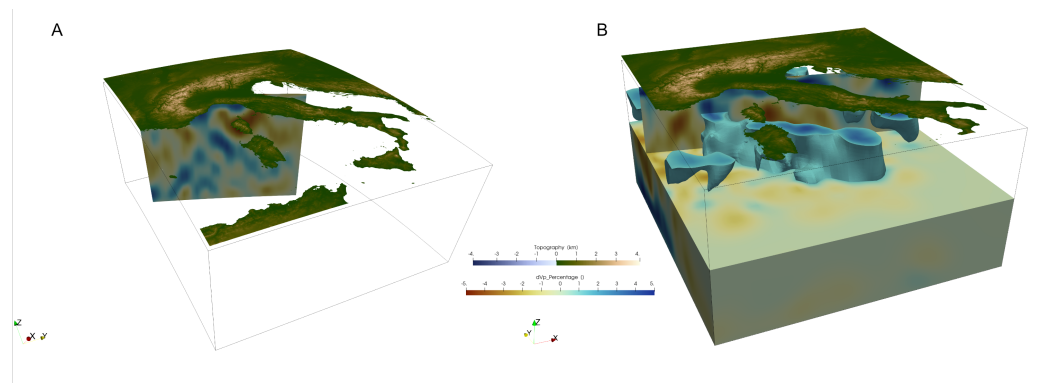 A
B
Topography (km)
-4. -3 -2 -1 0 1 2 3 4.
dVp_Percentage ()
-5. -4 -3 -2 -1 0 1 2 3 4 5.
Z
X
Y
Z
Y
X